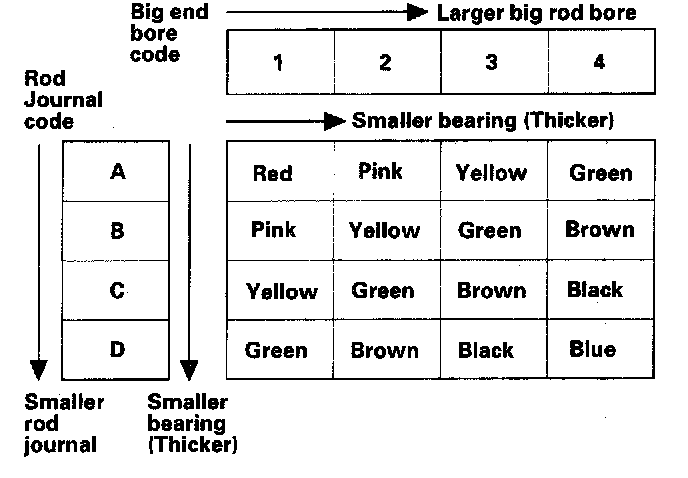 Big end
bore
code
Larger big rod bore
1 2 3 4
Rod
Journal
code
Smaller bearing (Thicker)
A Red Pink Yellow Green
B Pink Yellow Green Brown
C Yellow Green Brown Black
D Green Brown Black Blue
Smaller
rod
journal
Smaller
bearing
(Thicker)